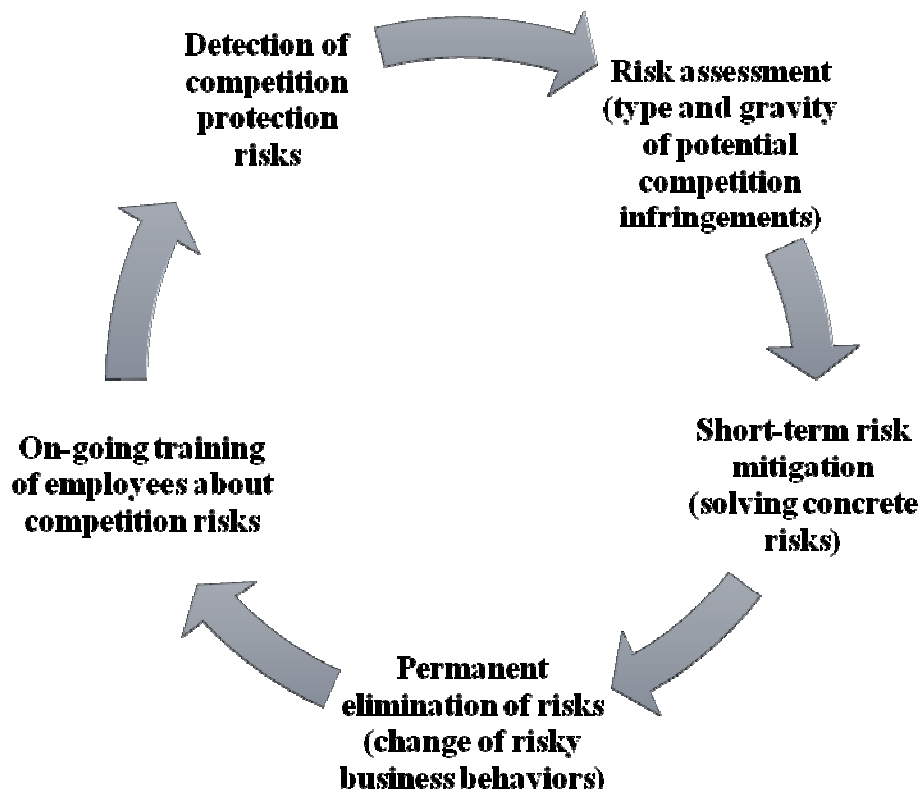 Detection of
competition
protection
risks
Risk assessment
(type and gravity
of potential
competition
infringements)
Short-term risk
mitigation
(solving concrete
risks)
Permanent
elimination of risks
(change of risky
business behaviors)
On-going training
of employees about
competition risks